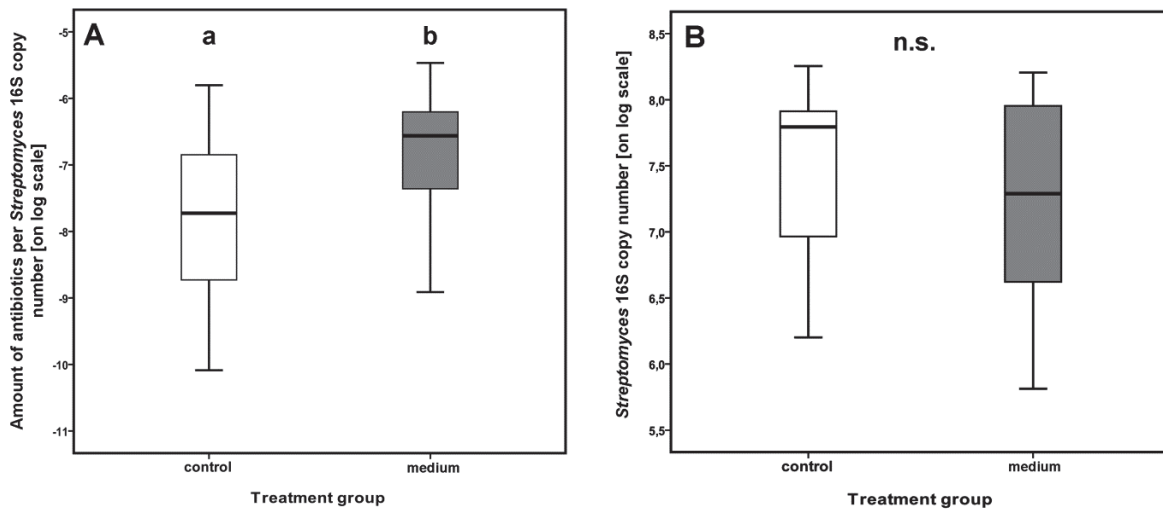 A
a
b
Amount of antibiotics per Streptomyces 16S copy
number [on log scale]
-5
-6
-7
-8
-9
-10
-11
control
medium
Treatment group
B
n.s.
Streptomyces 16S copy number [on log scale]
8,5
8,0
7,5
7,0
6,5
6,0
5,5
control
medium
Treatment group